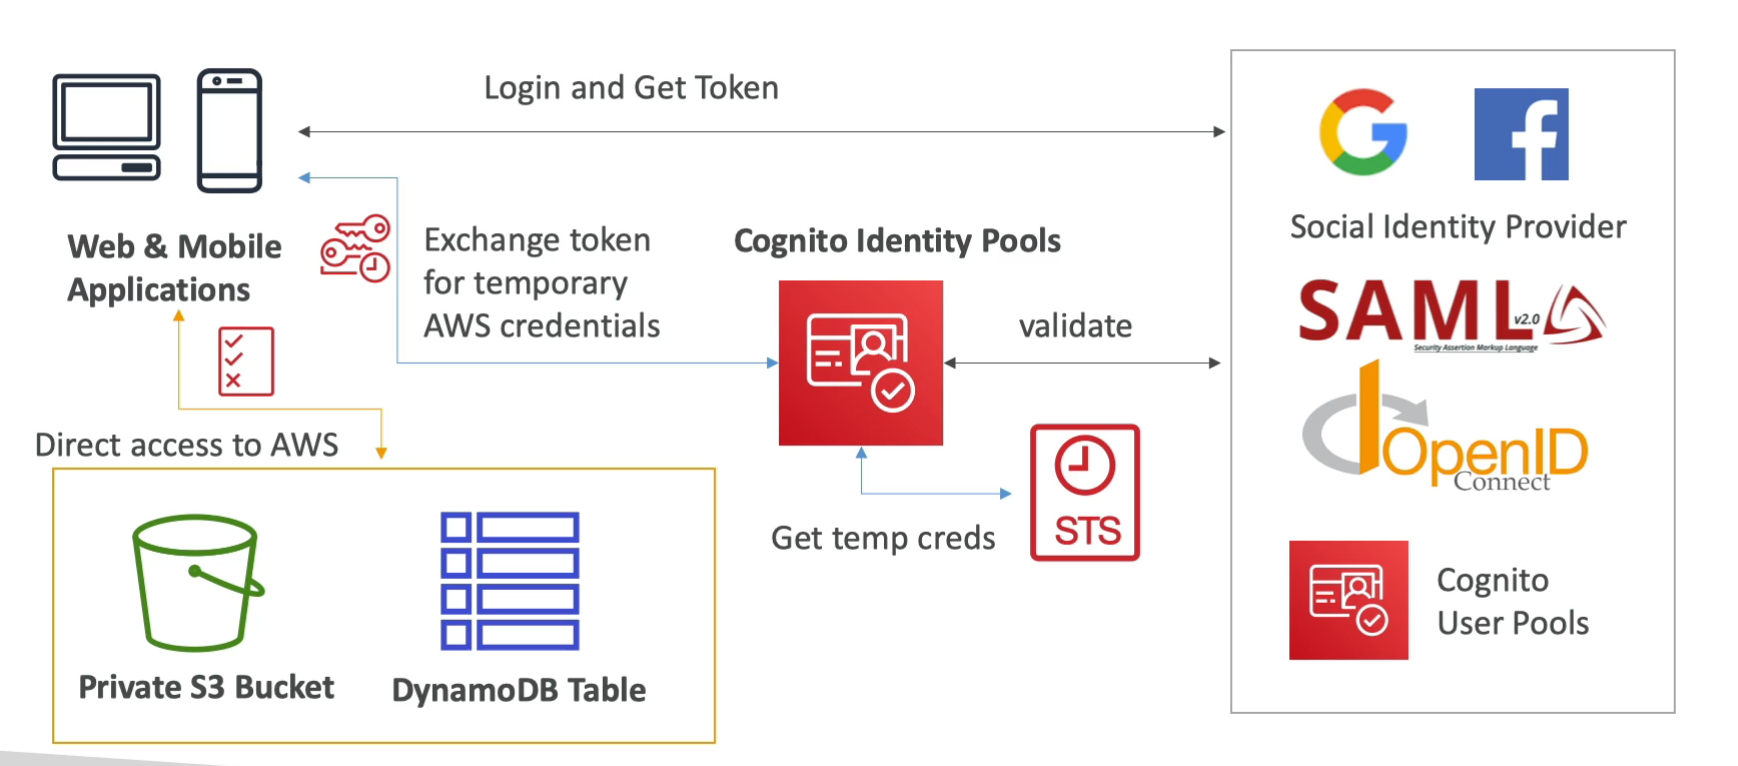 Login and Get Token
Social Identity Provider
Web & Mobile
Applications
Exchange token
for temporary
AWS credentials
Cognito Identity Pools
validate
SAML v2.0
Security Assertion Markup Language
OpenID
Connect
Direct access to AWS
STS
Get temp creds
Cognito
User Pools
Private S3 Bucket
DynamoDB Table